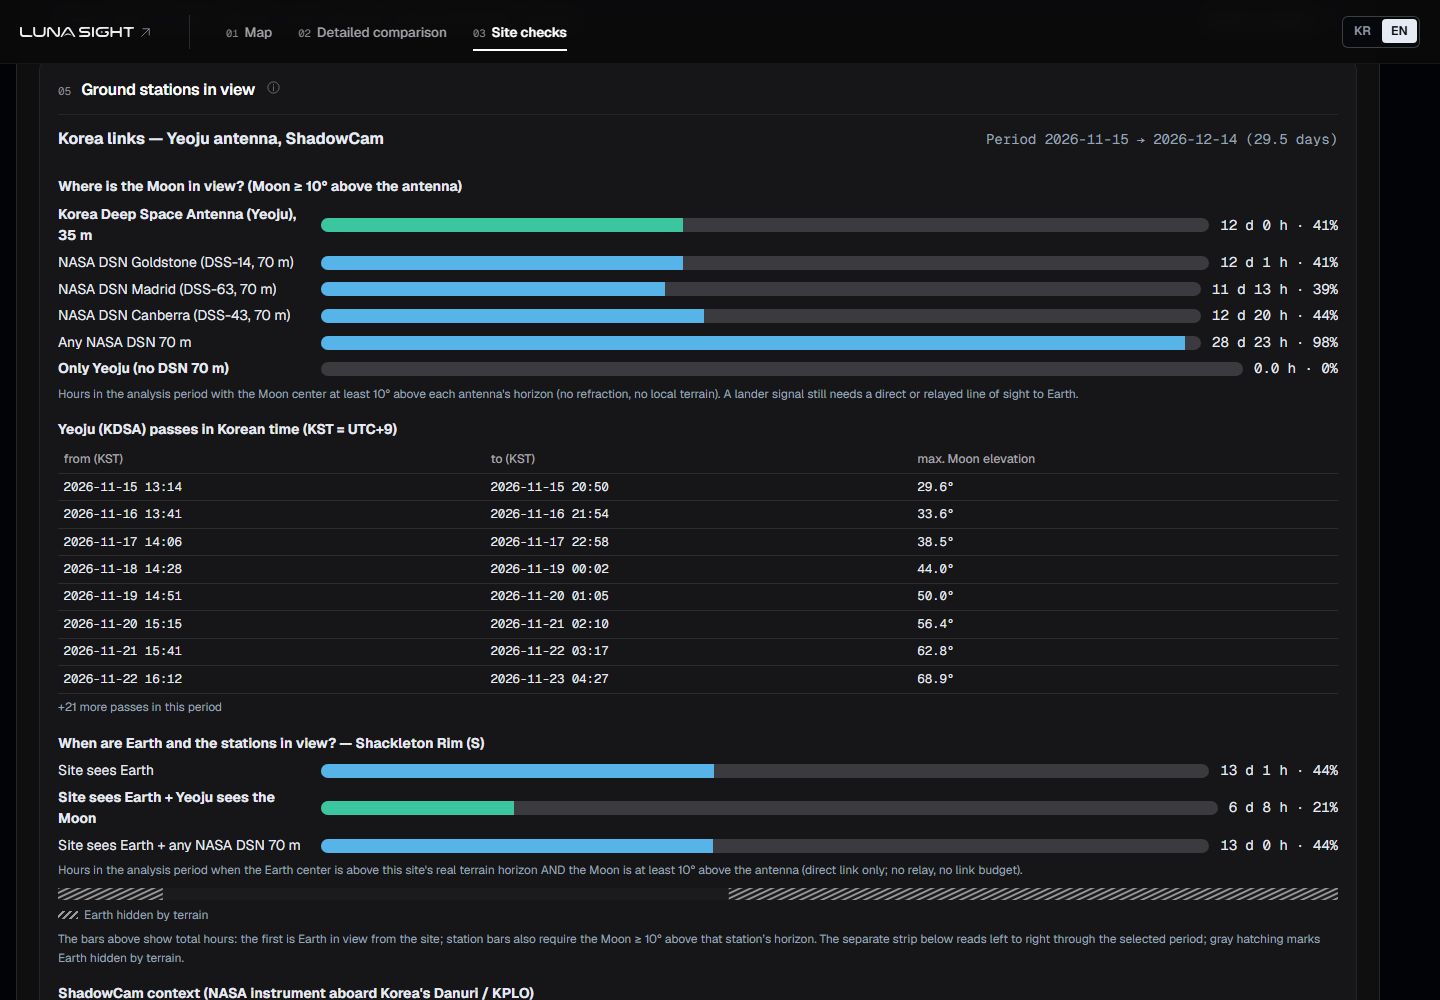 LUNA SIGHT ↗
01 Map
02 Detailed comparison
03 Site checks
KR EN
05 Ground stations in view ⓘ
Korea links — Yeoju antenna, ShadowCam
Period 2026-11-15 → 2026-12-14 (29.5 days)
Where is the Moon in view? (Moon ≥ 10° above the antenna)
Korea Deep Space Antenna (Yeoju),
35 m
12 d 0 h · 41%
NASA DSN Goldstone (DSS-14, 70 m) 12 d 1 h · 41%
NASA DSN Madrid (DSS-63, 70 m) 11 d 13 h · 39%
NASA DSN Canberra (DSS-43, 70 m) 12 d 20 h · 44%
Any NASA DSN 70 m 28 d 23 h · 98%
Only Yeoju (no DSN 70 m) 0.0 h · 0%
Hours in the analysis period with the Moon center at least 10° above each antenna's horizon (no refraction, no local terrain). A lander signal still needs a direct or relayed line of sight to Earth.
Yeoju (KDSA) passes in Korean time (KST = UTC+9)
from (KST) to (KST) max. Moon elevation
2026-11-15 13:14 2026-11-15 20:50 29.6°
2026-11-16 13:41 2026-11-16 21:54 33.6°
2026-11-17 14:06 2026-11-17 22:58 38.5°
2026-11-18 14:28 2026-11-19 00:02 44.0°
2026-11-19 14:51 2026-11-20 01:05 50.0°
2026-11-20 15:15 2026-11-21 02:10 56.4°
2026-11-21 15:41 2026-11-22 03:17 62.8°
2026-11-22 16:12 2026-11-23 04:27 68.9°
+21 more passes in this period
When are Earth and the stations in view? — Shackleton Rim (S)
Site sees Earth 13 d 1 h · 44%
Site sees Earth + Yeoju sees the
Moon
6 d 8 h · 21%
Site sees Earth + any NASA DSN 70 m 13 d 0 h · 44%
Hours in the analysis period when the Earth center is above this site's real terrain horizon AND the Moon is at least 10° above the antenna (direct link only; no relay, no link budget).
Earth hidden by terrain
The bars above show total hours: the first is Earth in view from the site; station bars also require the Moon ≥ 10° above that station's horizon. The separate strip below reads left to right through the selected period; gray hatching marks
Earth hidden by terrain.
ShadowCam context (NASA instrument aboard Korea's Danuri / KPLO)